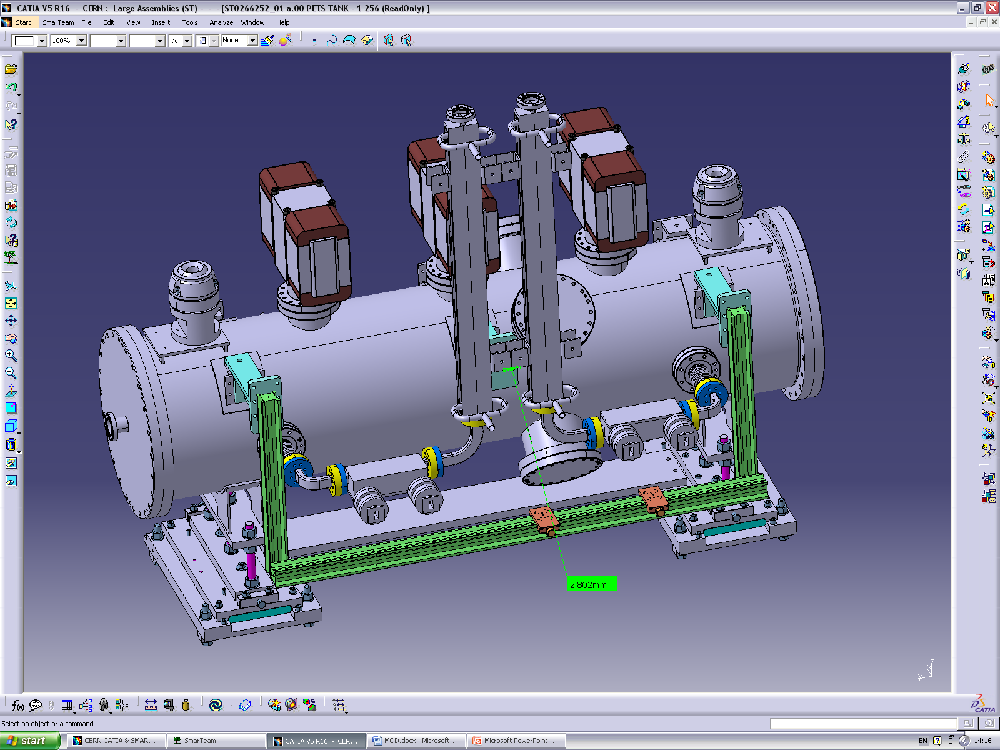 CATIA V5 R16 - CERN : Large Assemblies (ST) - - - [ST0266252_01 a.00 PETS TANK - 1 256 (ReadOnly) ]
Start SmarTeam File Edit View Insert Tools Analyze Window Help
100% None
2.802mm
z
y
f(x)
DS CATIA
Select an object or a command
start CERN CATIA & SMAR... SmarTeam CATIA V5 R16 - CER... MOD.docx - Microsoft... Microsoft PowerPoint ... EN 14:16